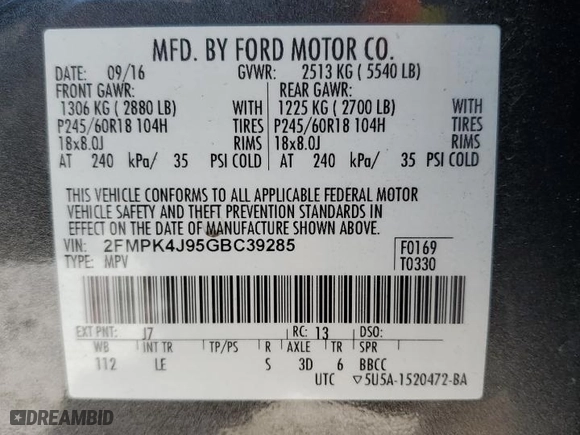 MFD. BY FORD MOTOR CO.
DATE: 09/16 GVWR: 2513 KG ( 5540 LB)
FRONT GAWR: REAR GAWR:
1306 KG ( 2880 LB) WITH 1225 KG ( 2700 LB) WITH
P245/60R18 104H TIRES P245/60R18 104H TIRES
18x8.0J RIMS 18x8.0J RIMS
AT 240 kPa/ 35 PSI COLD AT 240 kPa/ 35 PSI COLD
THIS VEHICLE CONFORMS TO ALL APPLICABLE FEDERAL MOTOR
VEHICLE SAFETY AND THEFT PREVENTION STANDARDS IN
EFFECT ON THE DATE OF MANUFACTURE SHOWN ABOVE.
VIN: 2FMPK4J95GBC39285 F0169
TYPE: MPV T0330
EXT PNT: J7 RC: 13 DSO:
WB INT TR TP/PS R AXLE TR SPR
112 LE S 3D 6 BBCC
UTC ▽5U5A-1520472-BA
DREAMBID